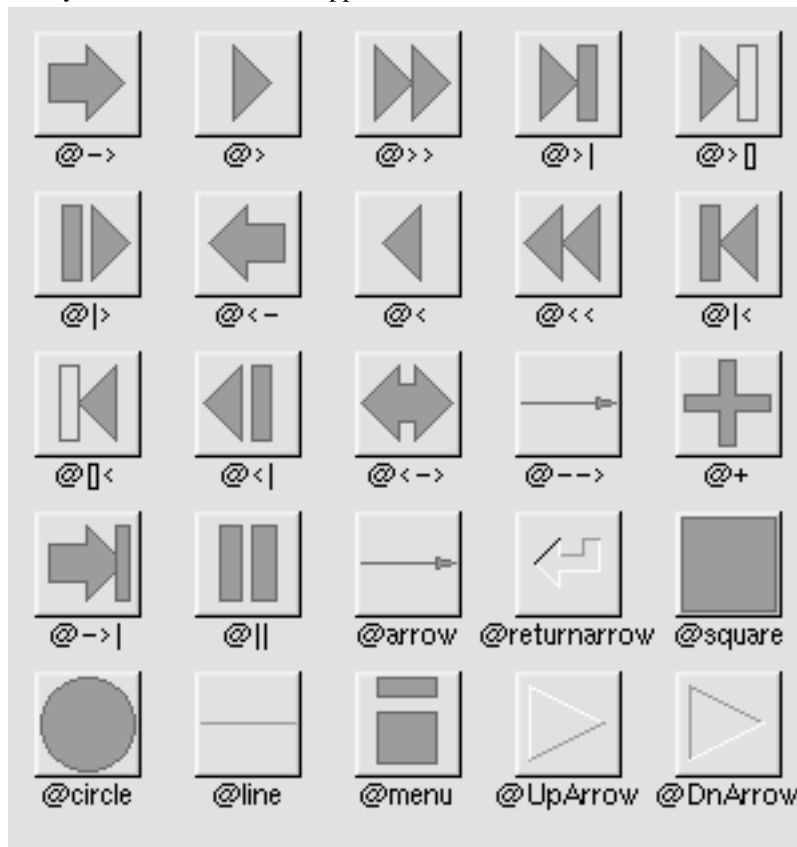 @-> @> @>> @>| @>[]
@|> @<- @< @<< @|<
@[]< @<| @<-> @--> @+
@->| @|| @arrow @returnarrow @square
@circle @line @menu @UpArrow @DnArrow